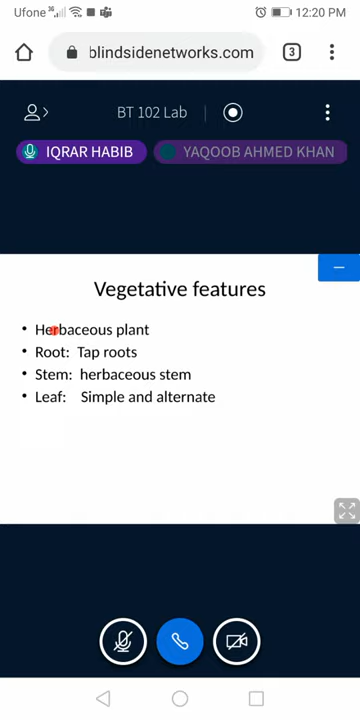 Ufone 3G 12:20 PM
blindsidenetworks.com 3
BT 102 Lab
IQRAR HABIB YAQOOB AHMED KHAN
Vegetative features
• Herbaceous plant
• Root: Tap roots
• Stem: herbaceous stem
• Leaf: Simple and alternate